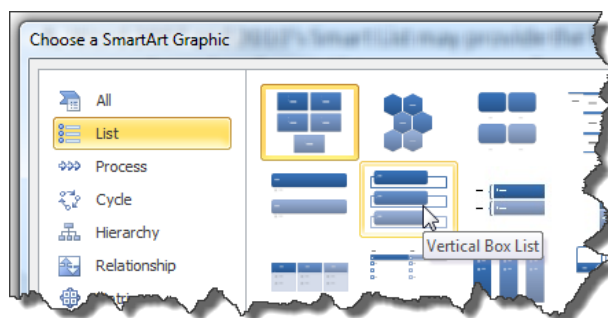 Choose a SmartArt Graphic
All
List
Process
Cycle
Hierarchy
Relationship
Vertical Box List